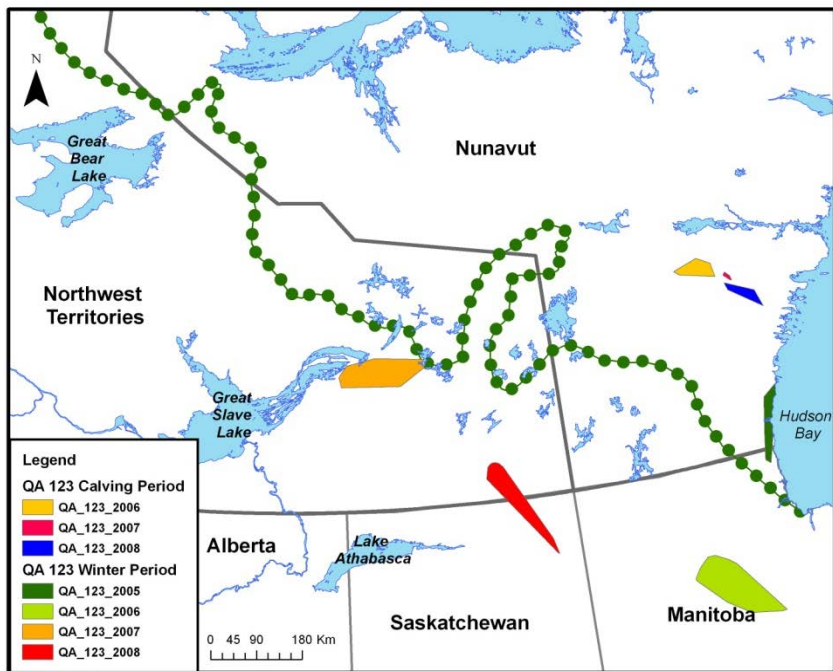 N
Great
Bear
Lake
Nunavut
Northwest
Territories
Great
Slave
Lake
Hudson
Bay
Legend
QA 123 Calving Period
QA_123_2006
QA_123_2007
QA_123_2008
QA 123 Winter Period
QA_123_2005
QA_123_2006
QA_123_2007
QA_123_2008
Alberta
Lake
Athabasca
Saskatchewan
Manitoba
0 45 90 180 Km